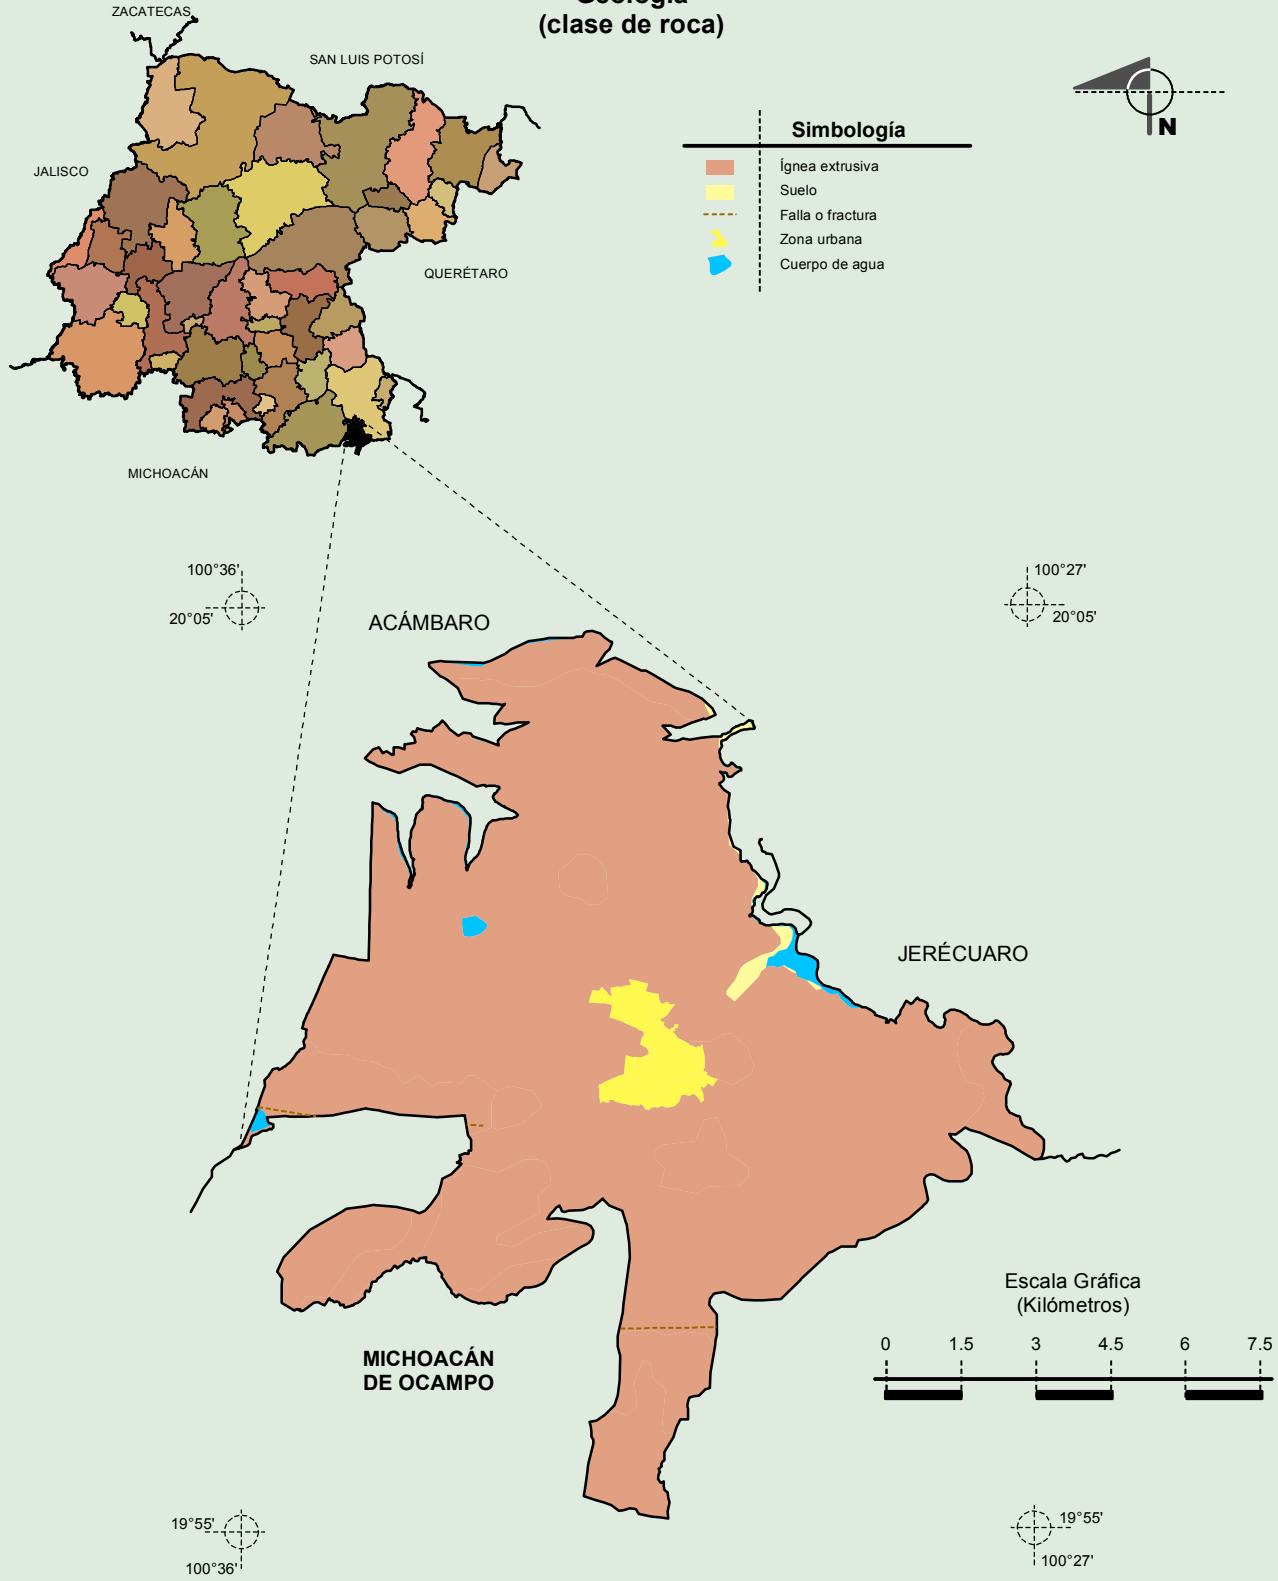 Geología
(clase de roca)
ZACATECAS
SAN LUIS POTOSÍ
JALISCO
QUERÉTARO
MICHOACÁN
N
Simbología
Ígnea extrusiva
Suelo
Falla o fractura
Zona urbana
Cuerpo de agua
100°36'
20°05'
100°27'
20°05'
ACÁMBARO
JERÉCUARO
MICHOACÁN
DE OCAMPO
Escala Gráfica
(Kilómetros)
0 1.5 3 4.5 6 7.5
19°55'
100°36'
19°55'
100°27'